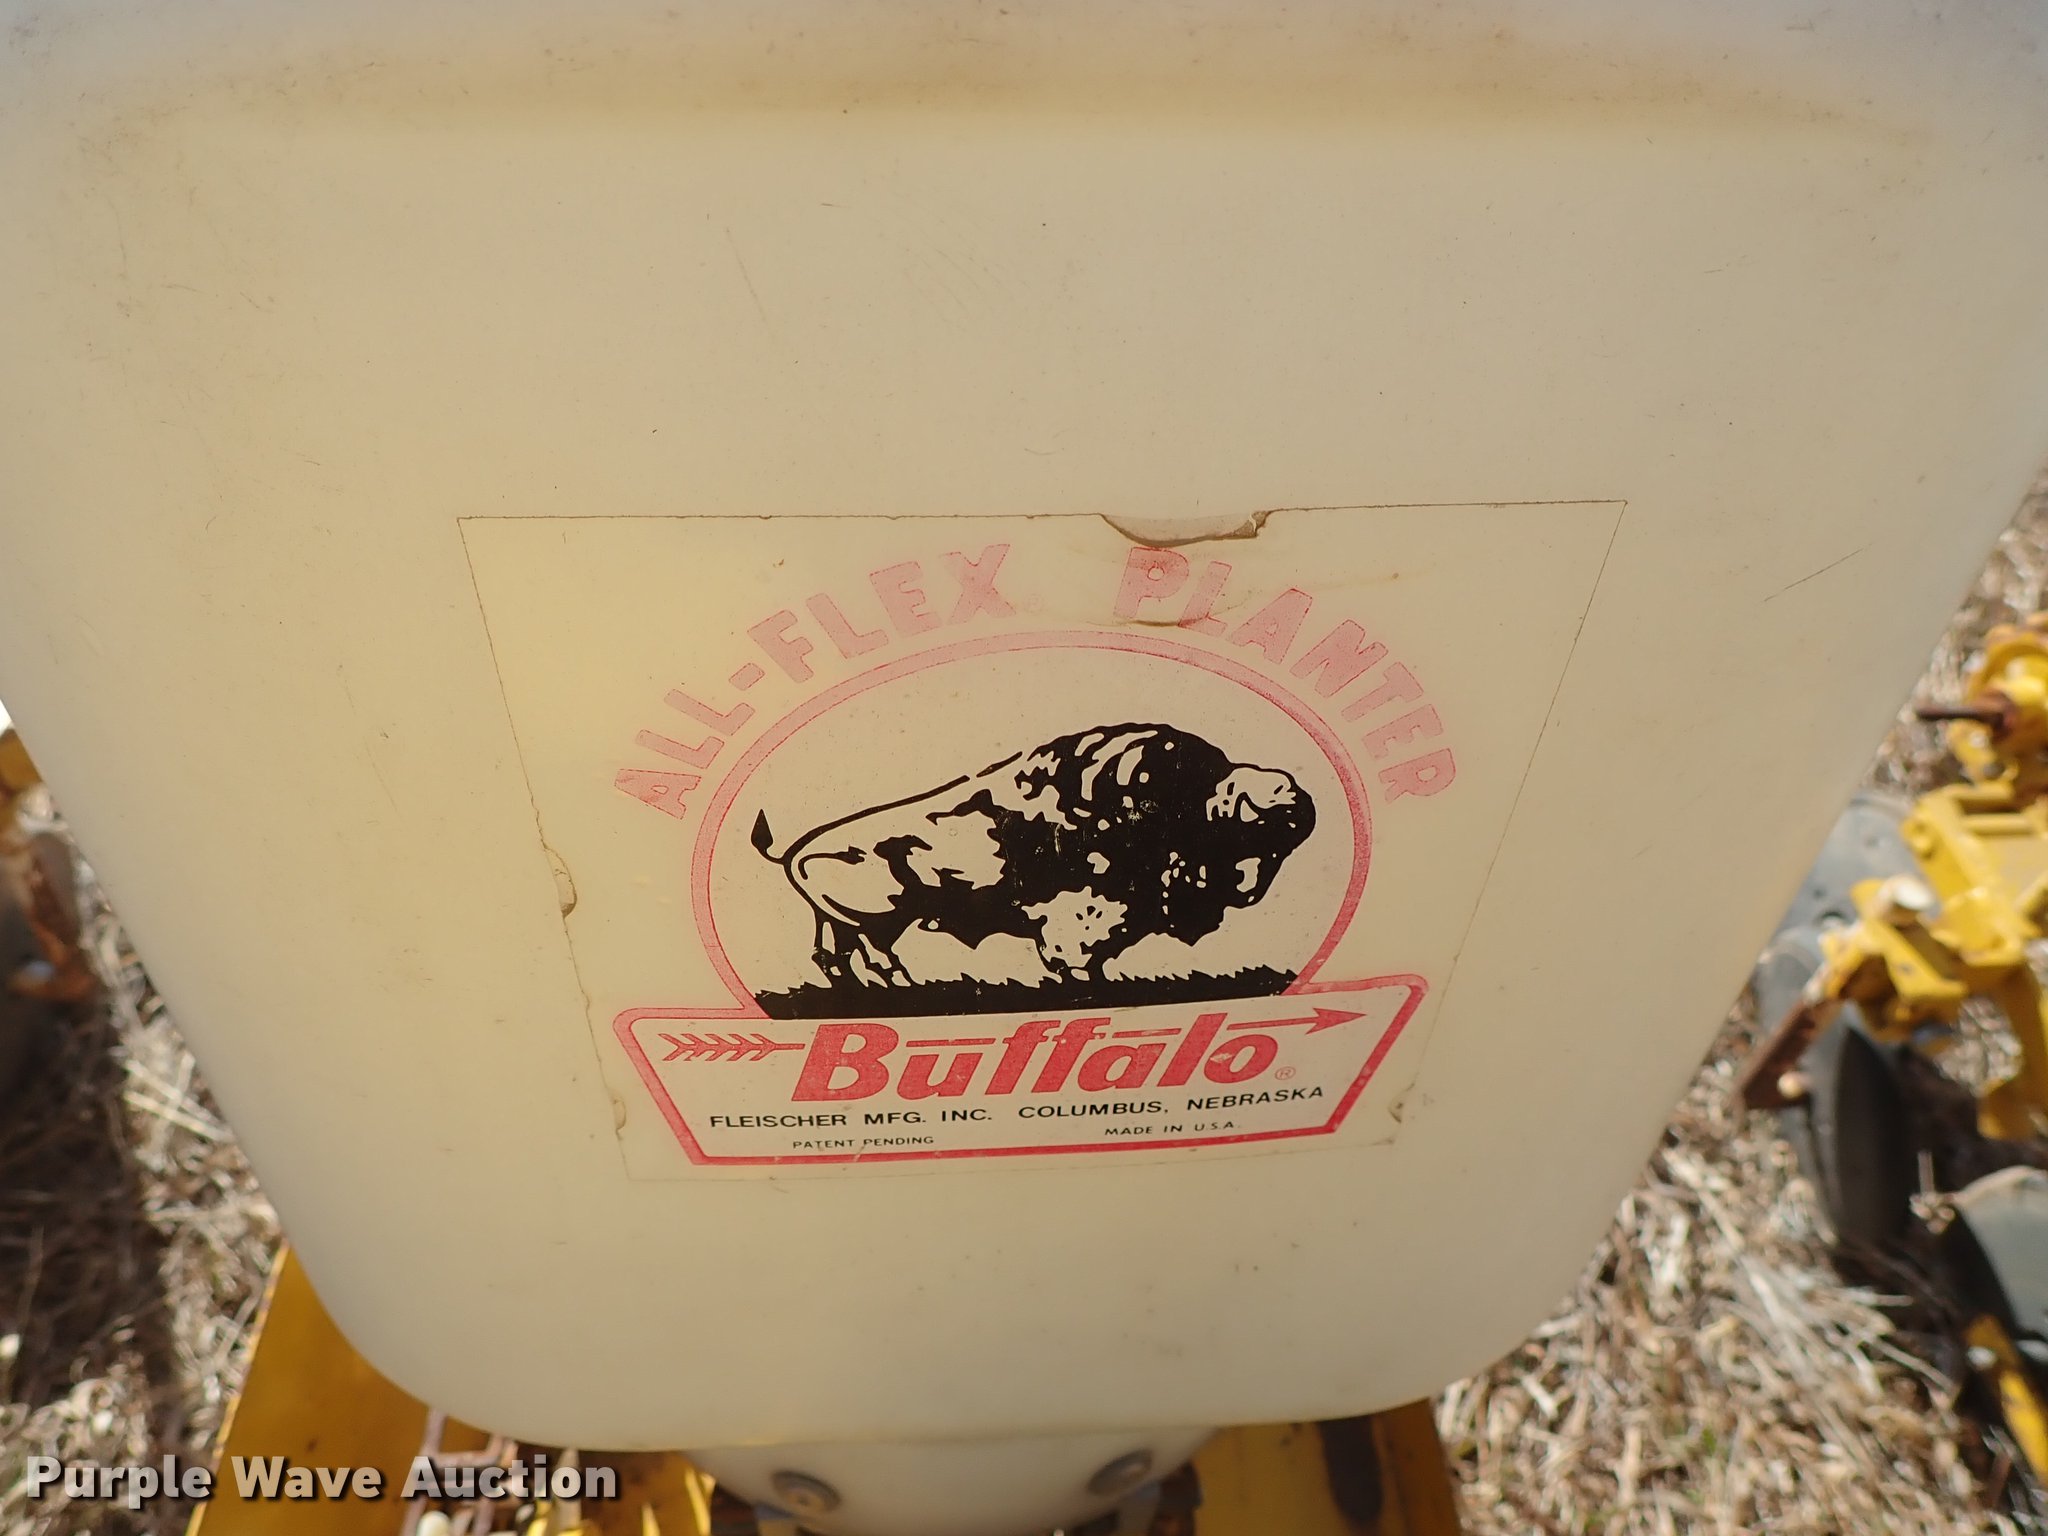 ALL-FLEX® PLANTER
Buffalo®
FLEISCHER MFG. INC. COLUMBUS, NEBRASKA
PATENT PENDING MADE IN U.S.A.
Purple Wave Auction